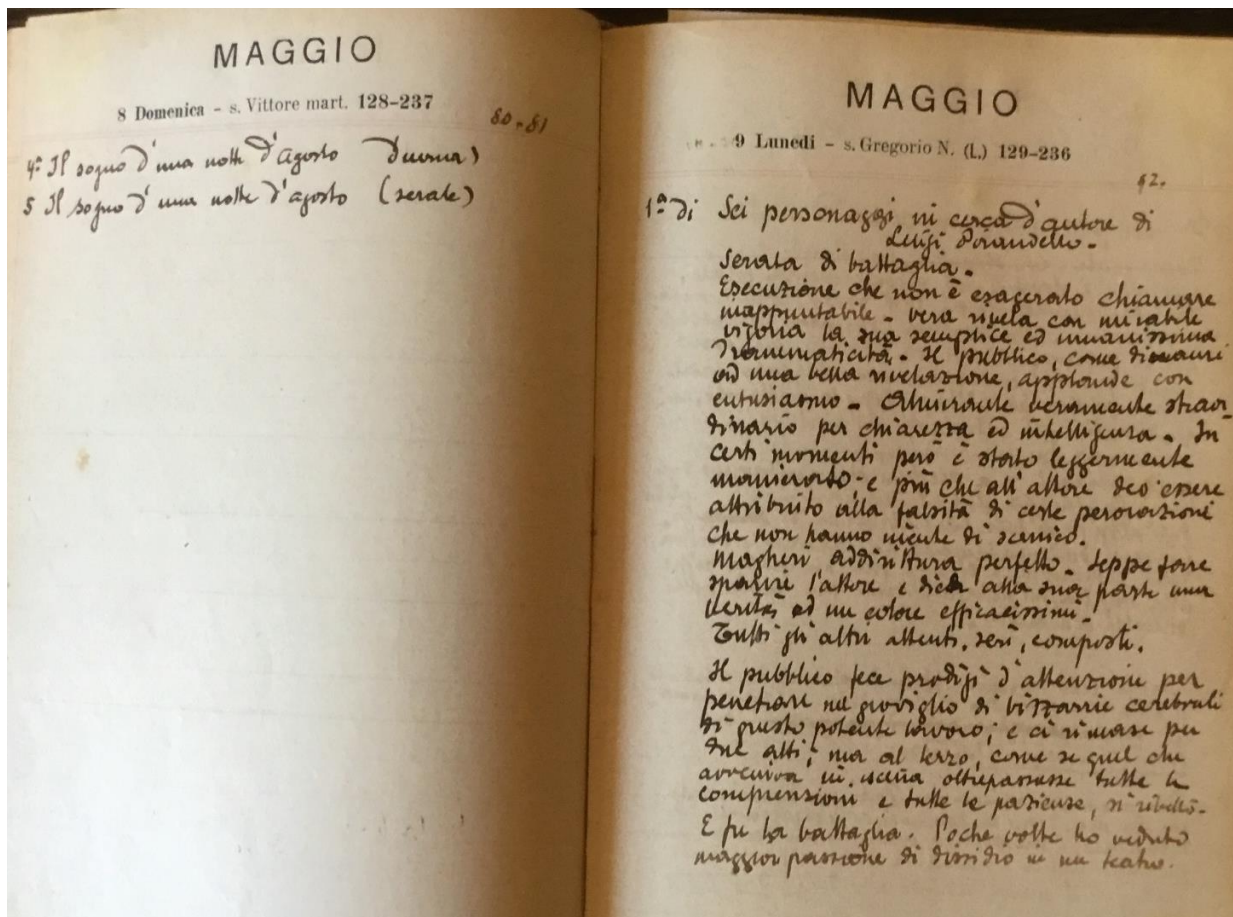 MAGGIO
8 Domenica - s. Vittore mart. 128-237
80-81
4ª Il sogno d'una notte d'Agosto (diurna)
5 Il sogno d'una notte d'agosto (serale)
MAGGIO
9 Lunedì - s. Gregorio N. (L.) 129-236
82.
1ª di Sei personaggi in cerca d'autore di
Luigi Pirandello -
Serata di battaglia -
Esecuzione che non è esagerato chiamare
inappuntabile - Vera rivela con mirabile
vigoria la sua semplice ed umanissima
drammaticità. Il pubblico, come dinanzi
ad una bella rivelazione, applaude con
entusiasmo - Almirante veramente straor
dinario per chiarezza ed intelligenza - In
certi momenti però è stato leggermente
manierato; e più che all'attore deo essere
attribuito alla falsità di certe perorazioni
che non hanno niente di scenico.
Magheri addirittura perfetto - Seppe fare
sparire l'attore e diede alla sua parte una
verità ed un colore efficacissimi -
Tutti gli altri attenti, seri, composti.
Il pubblico fece prodigi d'attenzione per
penetrare nel groviglio di bizzarrie cerebrali
di questo potente lavoro; e ci rimase per
due atti; ma al terzo, come se quel che
avveniva in iscena oltrepassasse tutte le
comprensioni e tutte le pazienze, si ribellò -
E fu la battaglia. Poche volte ho veduto
maggior passione di dissidio in un teatro.